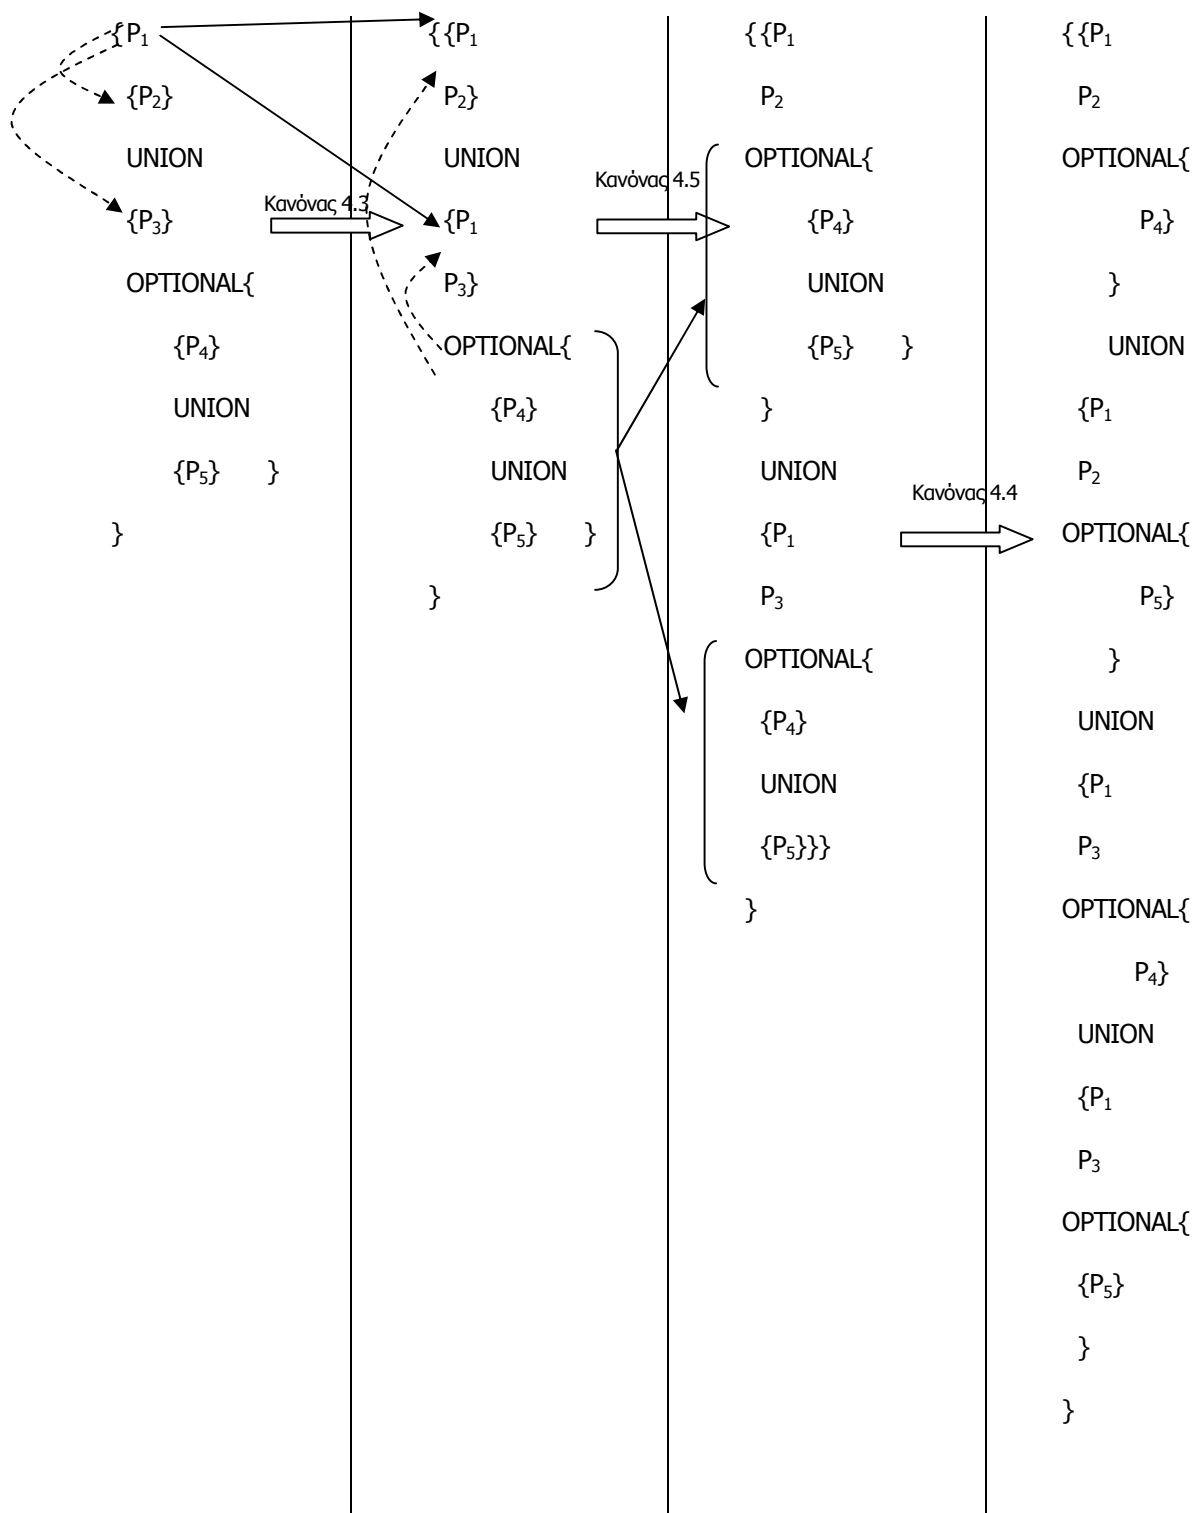 {P₁
{P₂}
UNION
{P₃}
OPTIONAL{
{P₄}
UNION
{P₅} }
}
Κανόνας 4.3
{{P₁
P₂}
UNION
{P₁
P₃}
OPTIONAL{
{P₄}
UNION
{P₅} }
}
Κανόνας 4.5
{{P₁
P₂
OPTIONAL{
{P₄}
UNION
{P₅} }
}
UNION
{P₁
P₃
OPTIONAL{
{P₄}
UNION
{P₅}}}
}
Κανόνας 4.4
{{P₁
P₂
OPTIONAL{
P₄}
}
UNION
{P₁
P₂
OPTIONAL{
P₅}
}
UNION
{P₁
P₃
OPTIONAL{
P₄}
UNION
{P₁
P₃
OPTIONAL{
{P₅}
}
}